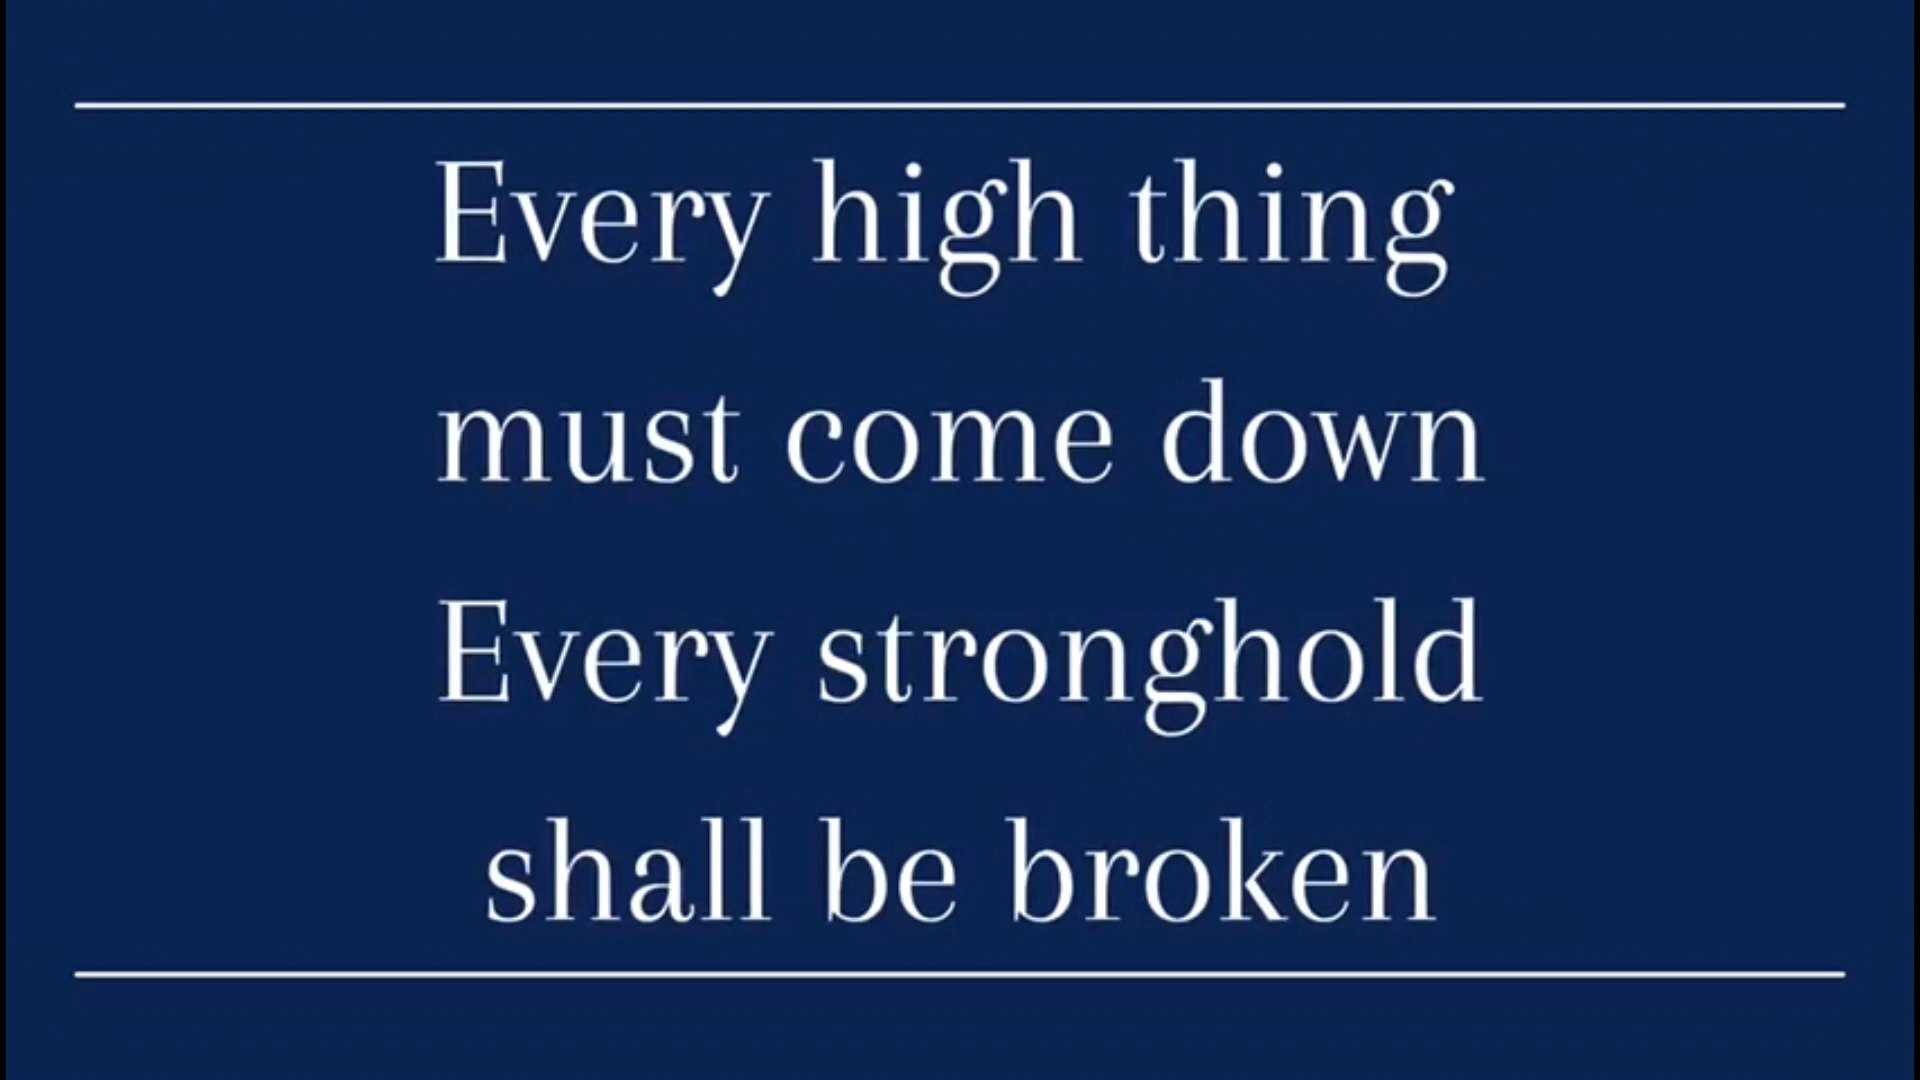 Every high thing
must come down
Every stronghold
shall be broken